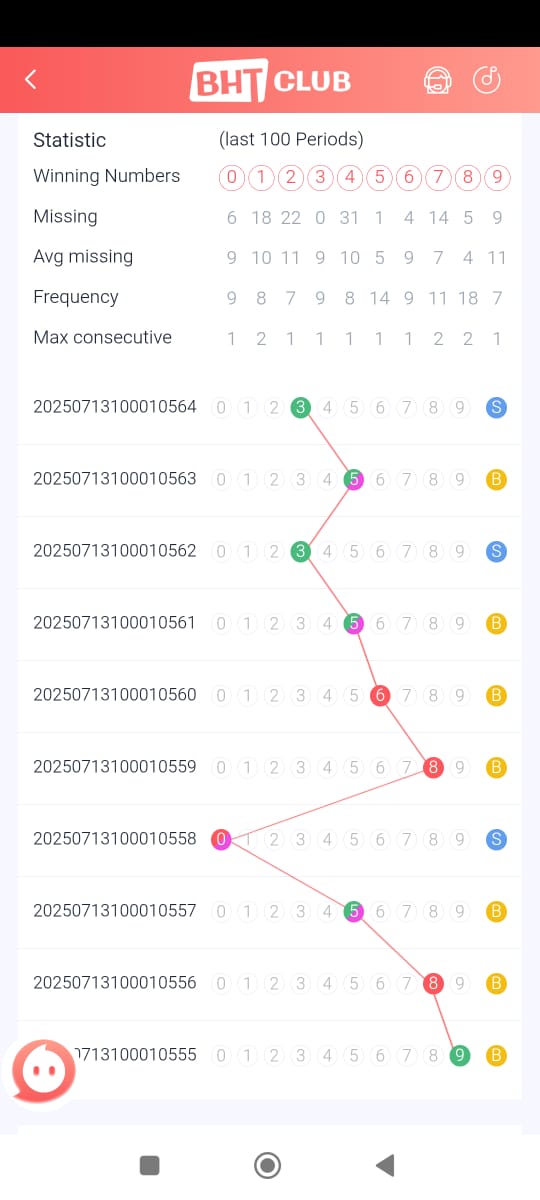 BHT CLUB
Statistic (last 100 Periods)
Winning Numbers 0 1 2 3 4 5 6 7 8 9
Missing 6 18 22 0 31 1 4 14 5 9
Avg missing 9 10 11 9 10 5 9 7 4 11
Frequency 9 8 7 9 8 14 9 11 18 7
Max consecutive 1 2 1 1 1 1 1 2 2 1
20250713100010564 0 1 2 3 4 5 6 7 8 9 S
20250713100010563 0 1 2 3 4 5 6 7 8 9 B
20250713100010562 0 1 2 3 4 5 6 7 8 9 S
20250713100010561 0 1 2 3 4 5 6 7 8 9 B
20250713100010560 0 1 2 3 4 5 6 7 8 9 B
20250713100010559 0 1 2 3 4 5 6 7 8 9 B
20250713100010558 0 1 2 3 4 5 6 7 8 9 S
20250713100010557 0 1 2 3 4 5 6 7 8 9 B
20250713100010556 0 1 2 3 4 5 6 7 8 9 B
0713100010555 0 1 2 3 4 5 6 7 8 9 B